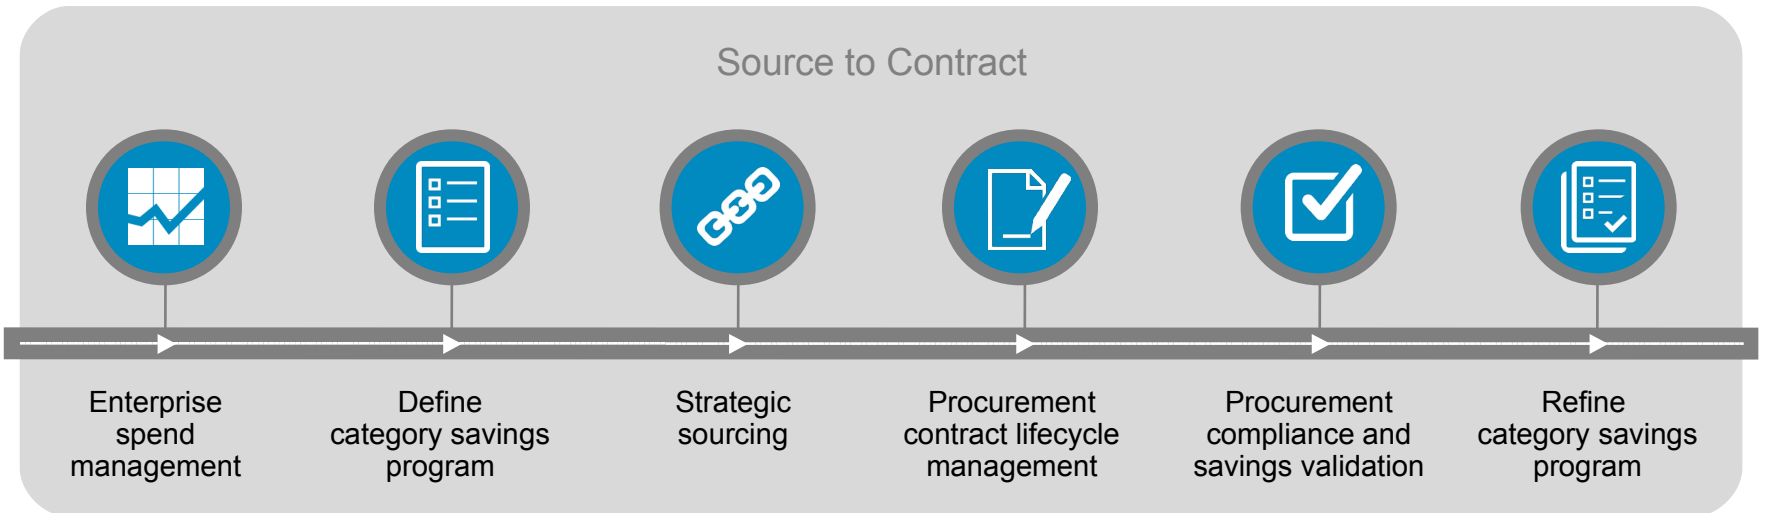 Source to Contract
Enterprise
spend
management
Define
category savings
program
Strategic
sourcing
Procurement
contract lifecycle
management
Procurement
compliance and
savings validation
Refine
category savings
program